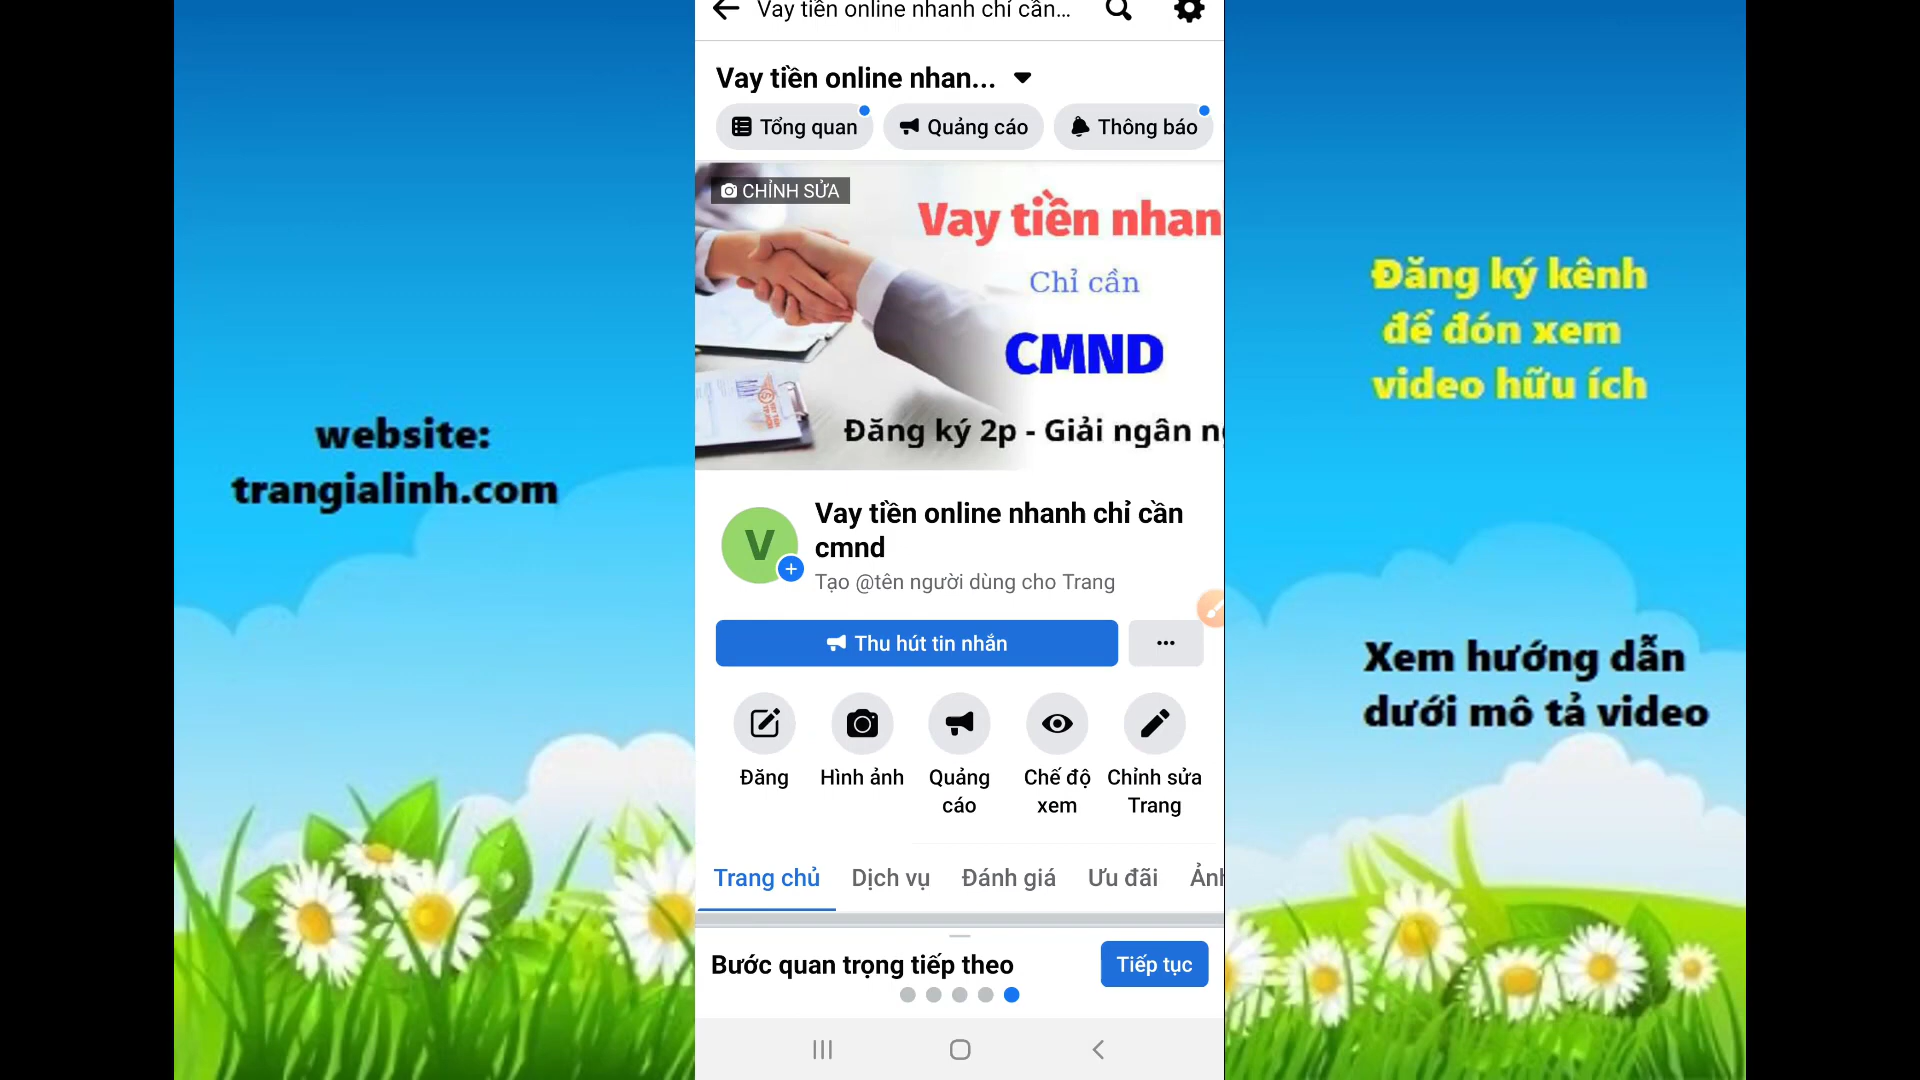 Vay tiền online nhanh chỉ cần...
Vay tiền online nhan...
Tổng quan
Quảng cáo
Thông báo
CHỈNH SỬA
Vay tiền nhan
Chỉ cần
CMND
Đăng ký 2p - Giải ngân n
V
Vay tiền online nhanh chỉ cần
cmnd
Tạo @tên người dùng cho Trang
Thu hút tin nhắn
Đăng
Hình ảnh
Quảng
cáo
Chế độ
xem
Chỉnh sửa
Trang
Trang chủ
Dịch vụ
Đánh giá
Ưu đãi
Ảnh
Bước quan trọng tiếp theo
Tiếp tục
website:
trangialinh.com
Đăng ký kênh
để đón xem
video hữu ích
Xem hướng dẫn
dưới mô tả video